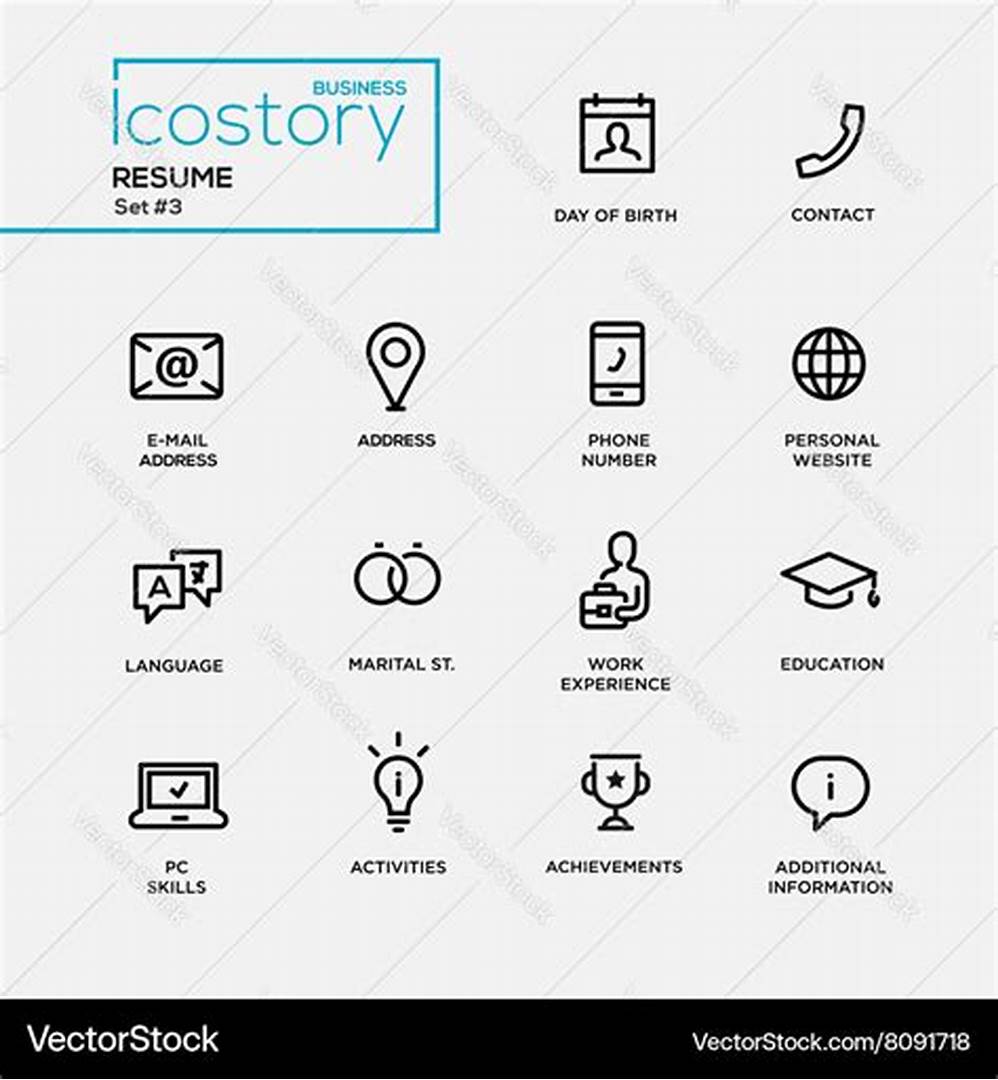 BUSINESS
Icostory
RESUME
Set #3
DAY OF BIRTH
CONTACT
E-MAIL
ADDRESS
ADDRESS
PHONE
NUMBER
PERSONAL
WEBSITE
@
A
LANGUAGE
MARITAL ST.
WORK
EXPERIENCE
EDUCATION
i
i
PC
SKILLS
ACTIVITIES
ACHIEVEMENTS
ADDITIONAL
INFORMATION
VectorStock
VectorStock.com/8091718